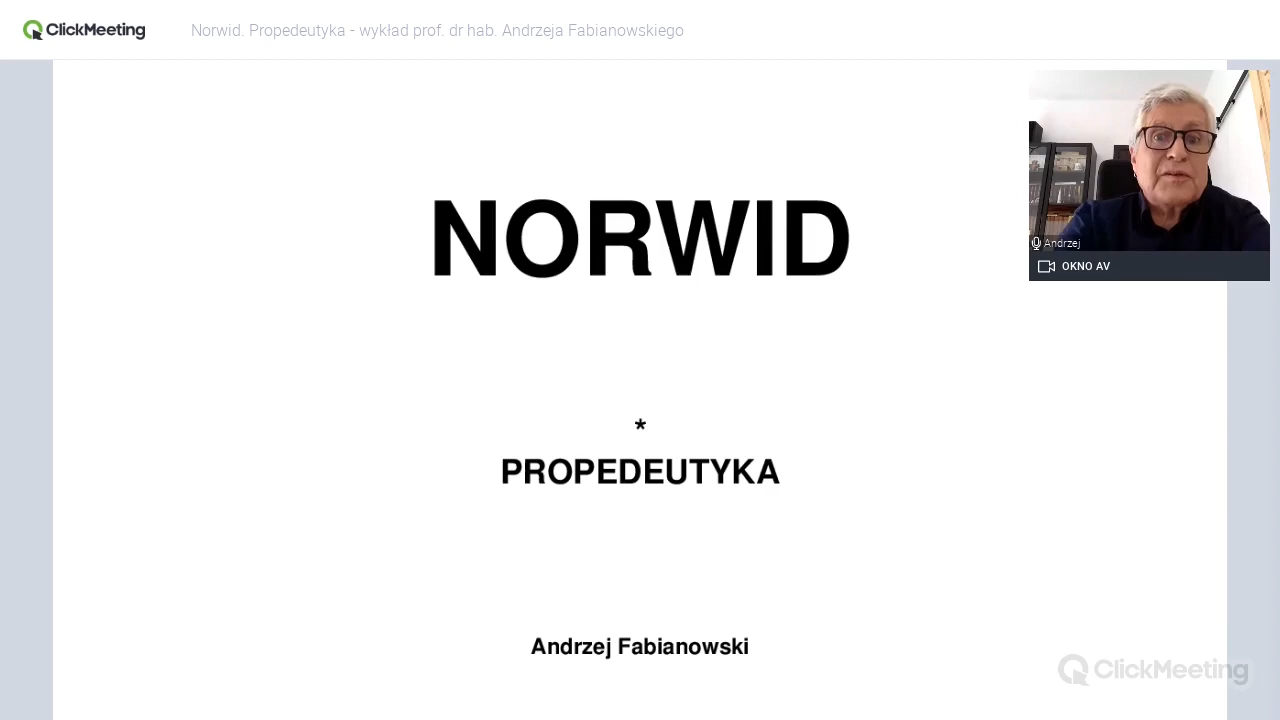 ClickMeeting
Norwid. Propedeutyka - wykład prof. dr hab. Andrzeja Fabianowskiego
NORWID
*
PROPEDEUTYKA
Andrzej Fabianowski
Andrzej
OKNO AV
ClickMeeting